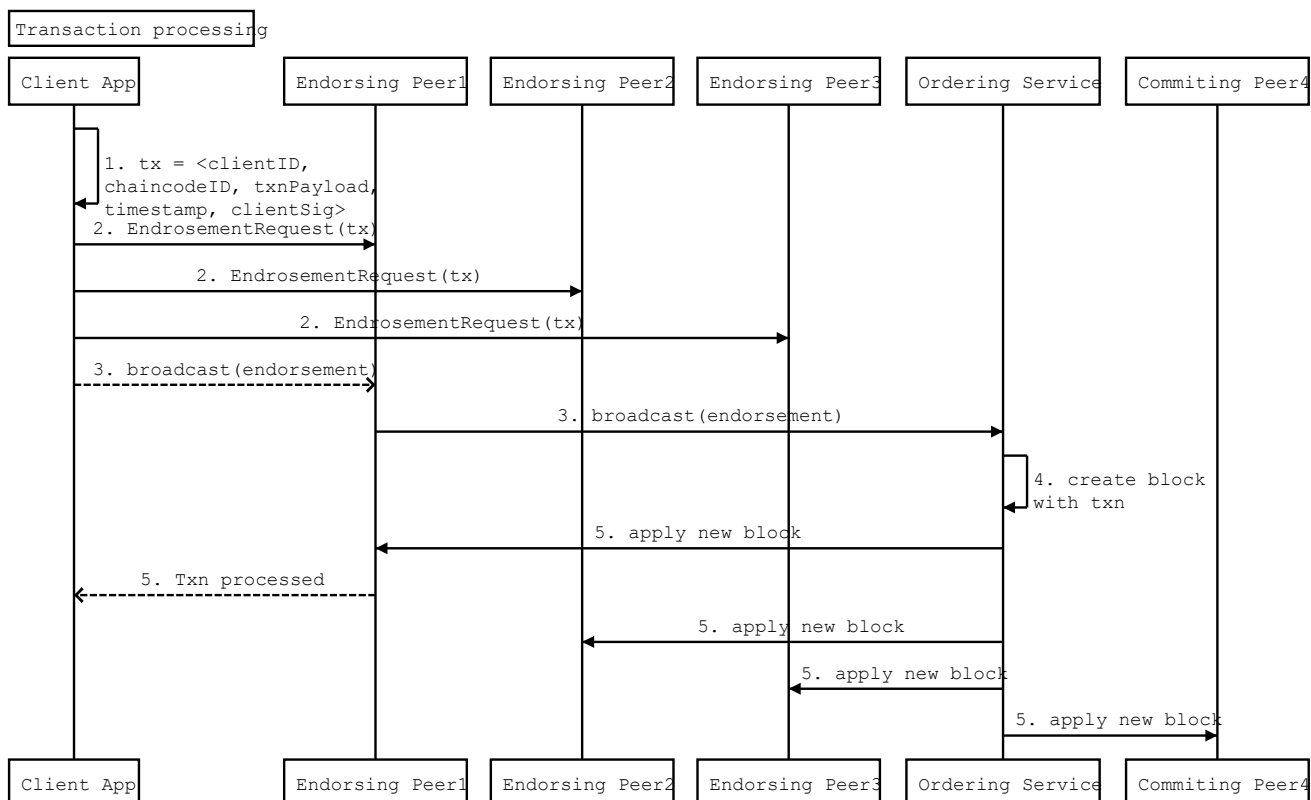 Transaction processing
Client App
Endorsing Peer1
Endorsing Peer2
Endorsing Peer3
Ordering Service
Commiting Peer4
1. tx = <clientID,
chaincodeID, txnPayload,
timestamp, clientSig>
2. EndrosementRequest(tx)
2. EndrosementRequest(tx)
2. EndrosementRequest(tx)
3. broadcast(endorsement)
3. broadcast(endorsement)
4. create block
with txn
5. apply new block
5. Txn processed
5. apply new block
5. apply new block
5. apply new block
Client App
Endorsing Peer1
Endorsing Peer2
Endorsing Peer3
Ordering Service
Commiting Peer4